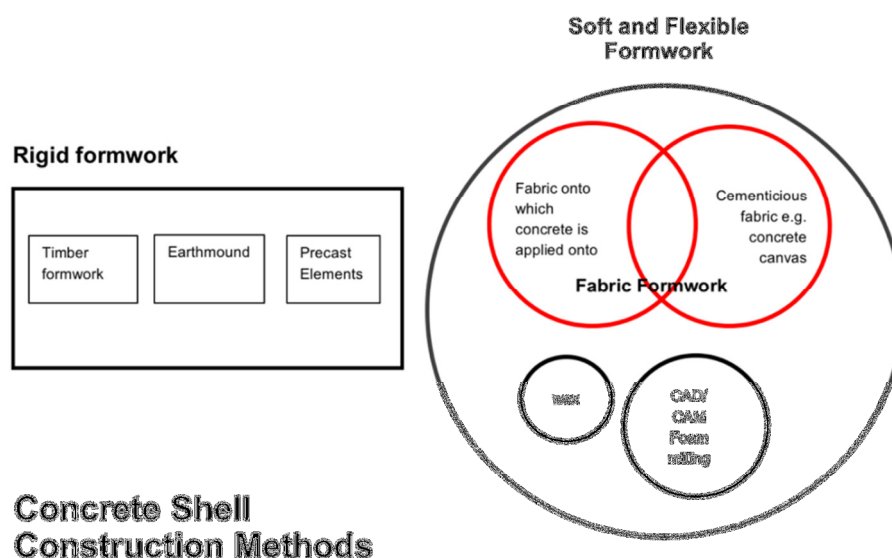 Soft and Flexible
Formwork
Rigid formwork
Timber
formwork
Earthmound
Precast
Elements
Fabric onto
which
concrete is
applied onto
Cementicious
fabric e.g.
concrete
canvas
Fabric Formwork
wax
CAD/
CAM
Foam
milling
Concrete Shell
Construction Methods